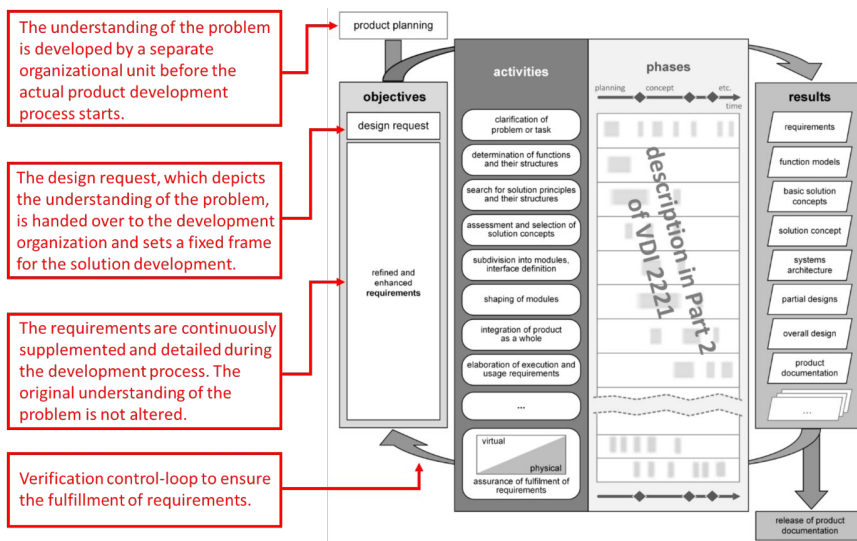 The understanding of the problem
is developed by a separate
organizational unit before the
actual product development
process starts.
The design request, which depicts
the understanding of the problem,
is handed over to the development
organization and sets a fixed frame
for the solution development.
The requirements are continuously
supplemented and detailed during
the development process. The
original understanding of the
problem is not altered.
Verification control-loop to ensure
the fulfillment of requirements.
product planning
objectives
design request
refined and
enhanced
requirements
activities
clarification of
problem or task
determination of functions
and their structures
search for solution principles
and their structures
assessment and selection of
solution concepts
subdivision into modules,
interface definition
shaping of modules
integration of product
as a whole
elaboration of execution and
usage requirements
...
virtual
physical
assurance of fulfilment of
requirements
phases
planning concept etc.
time
description in Part 2
of VDI 2221
results
requirements
function models
basic solution
concepts
solution concept
systems
architecture
partial designs
overall design
product
documentation
...
release of product
documentation